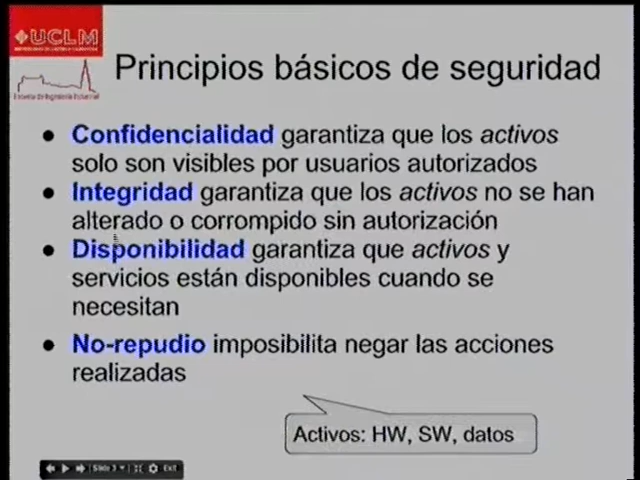 UCLM
Principios básicos de seguridad
● Confidencialidad garantiza que los activos
solo son visibles por usuarios autorizados
● Integridad garantiza que los activos no se han
alterado o corrompido sin autorización
● Disponibilidad garantiza que activos y
servicios están disponibles cuando se
necesitan
● No-repudio imposibilita negar las acciones
realizadas
Activos: HW, SW, datos
Slide 3
Exit